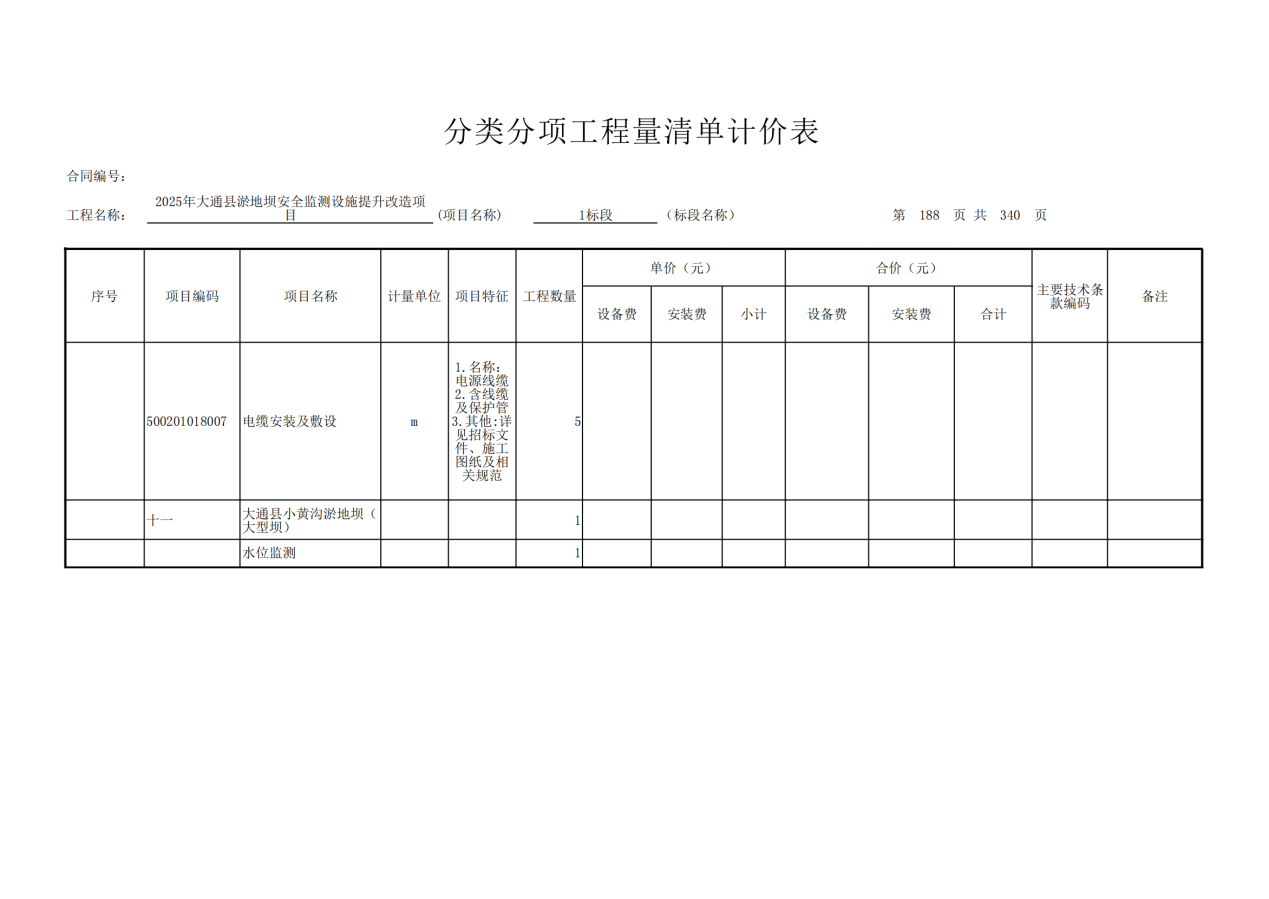 分类分项工程量清单计价表
合同编号：
工程名称： 2025年大通县淤地坝安全监测设施提升改造项目 (项目名称) 1标段 （标段名称） 第 188 页 共 340 页
序号 项目编码 项目名称 计量单位 项目特征 工程数量 单价（元） 合价（元） 主要技术条款编码 备注
设备费 安装费 小计 设备费 安装费 合计
500201018007 电缆安装及敷设 m 1.名称：电源线缆 2.含线缆及保护管 3.其他:详见招标文件、施工图纸及相关规范 5
十一 大通县小黄沟淤地坝（大型坝） 1
水位监测 1